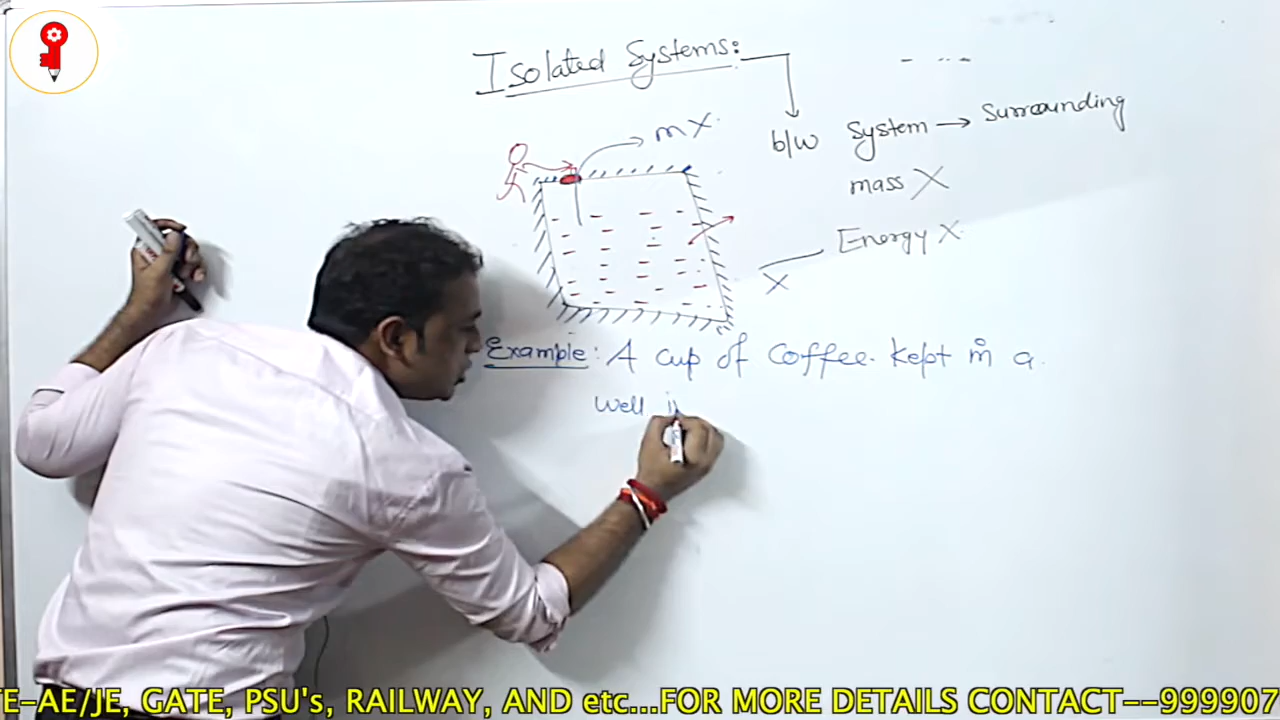 Isolated Systems:
m X
b/w System → Surrounding
mass X
Energy X
X
Example: A cup of Coffee kept in a
Well
E-AE/JE, GATE, PSU's, RAILWAY, AND etc...FOR MORE DETAILS CONTACT--999907